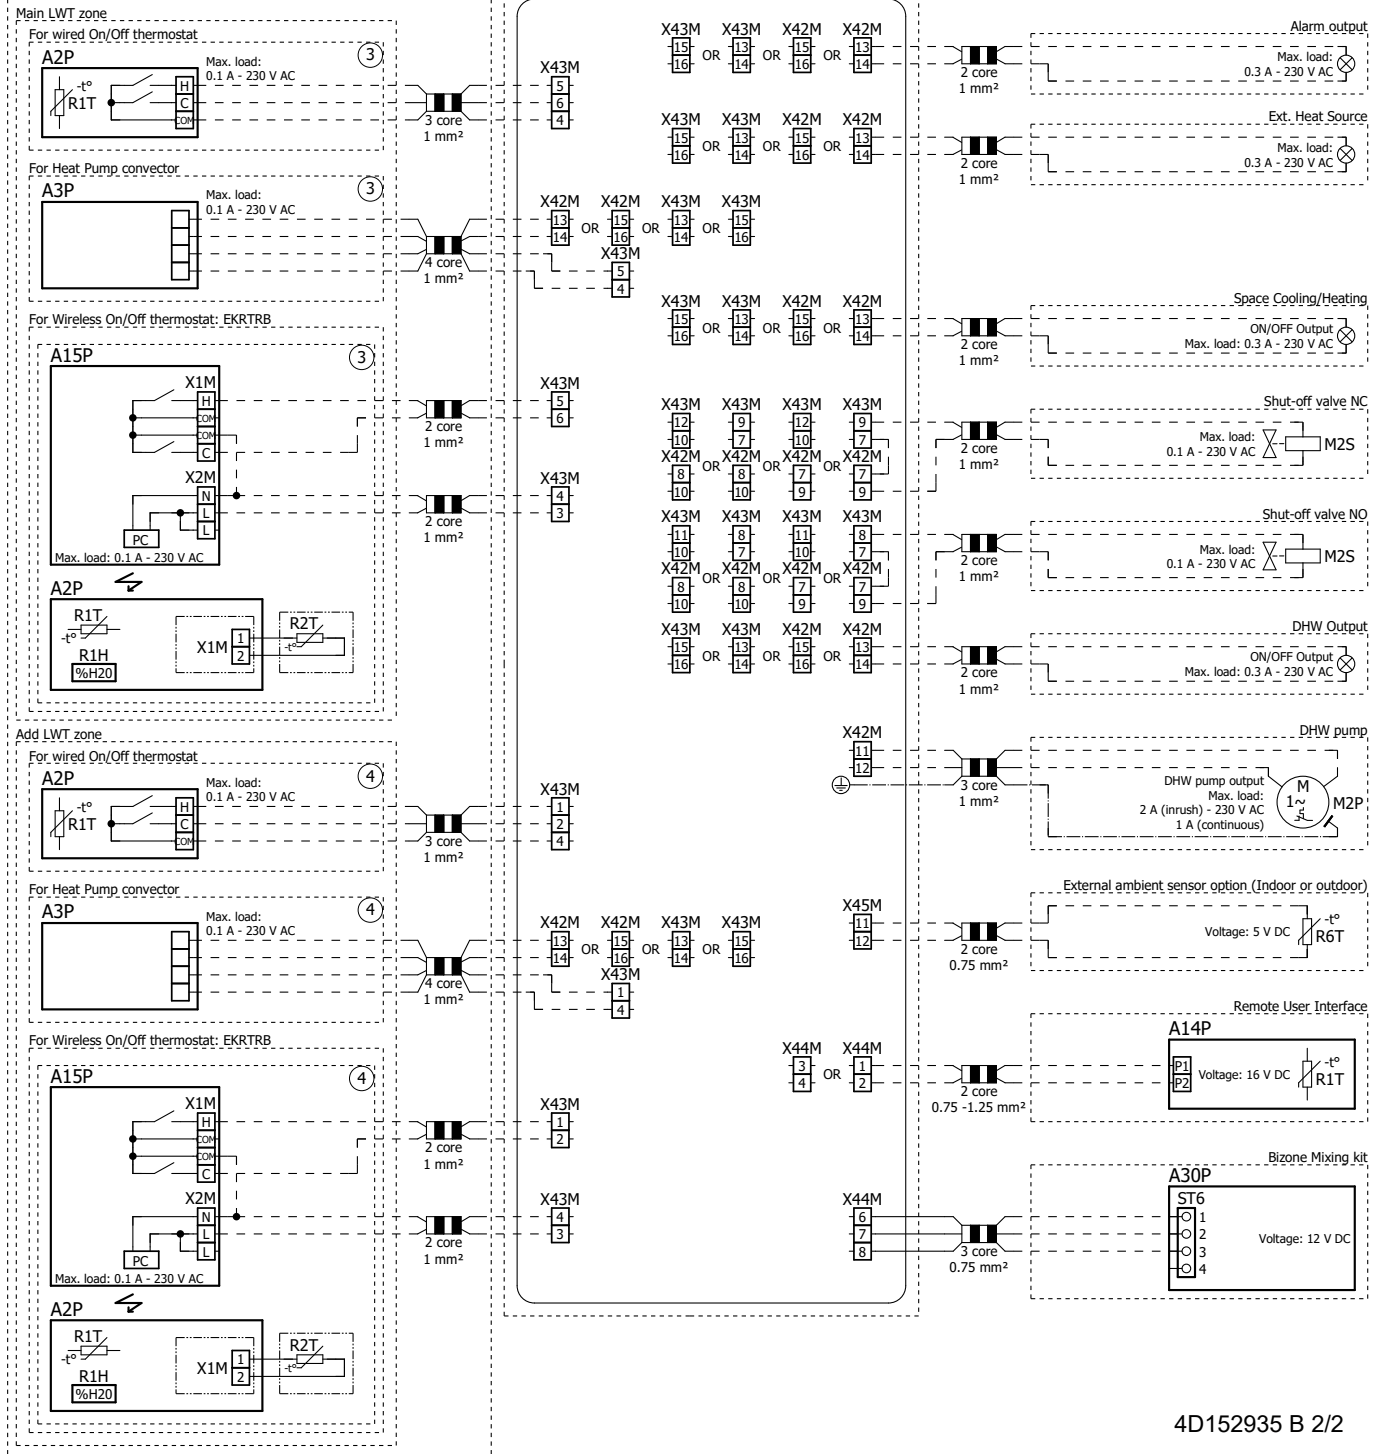 Main LWT zone
For wired On/Off thermostat
A2P
3
Max. load:
0.1 A - 230 V AC
-t°
R1T
H
C
COM
3 core
1 mm²
X43M
5
6
4
For Heat Pump convector
A3P
3
Max. load:
0.1 A - 230 V AC
4 core
1 mm²
X42M X42M X43M X43M
13 OR 15 OR 13 OR 15
14 16 14 16
X43M
5
4
For Wireless On/Off thermostat: EKRTRB
A15P
3
X1M
H
COM
COM
C
2 core
1 mm²
X43M
5
6
X2M
N
L
L
PC
Max. load: 0.1 A - 230 V AC
2 core
1 mm²
X43M
4
3
A2P
R1T
-t°
R1H
%H20
X1M
1
2
R2T
-t°
Add LWT zone
For wired On/Off thermostat
A2P
4
Max. load:
0.1 A - 230 V AC
-t°
R1T
H
C
COM
3 core
1 mm²
X43M
1
2
4
For Heat Pump convector
A3P
4
Max. load:
0.1 A - 230 V AC
4 core
1 mm²
X42M X42M X43M X43M
13 OR 15 OR 13 OR 15
14 16 14 16
X43M
1
4
For Wireless On/Off thermostat: EKRTRB
A15P
4
X1M
H
COM
COM
C
2 core
1 mm²
X43M
1
2
X2M
N
L
L
PC
Max. load: 0.1 A - 230 V AC
2 core
1 mm²
X43M
4
3
A2P
R1T
-t°
R1H
%H20
X1M
1
2
R2T
-t°
X43M X43M X42M X42M
15 OR 13 OR 15 OR 13
16 14 16 14
2 core
1 mm²
Alarm output
Max. load:
0.3 A - 230 V AC
X43M X43M X42M X42M
15 OR 13 OR 15 OR 13
16 14 16 14
2 core
1 mm²
Ext. Heat Source
Max. load:
0.3 A - 230 V AC
X43M X43M X42M X42M
15 OR 13 OR 15 OR 13
16 14 16 14
2 core
1 mm²
Space Cooling/Heating
ON/OFF Output
Max. load: 0.3 A - 230 V AC
X43M X43M X43M X43M
12 9 12 9
10 7 10 7
X42M OR X42M OR X42M OR X42M
8 8 7 7
10 10 9 9
2 core
1 mm²
Shut-off valve NC
Max. load:
0.1 A - 230 V AC
M2S
X43M X43M X43M X43M
11 8 11 8
10 7 10 7
X42M OR X42M OR X42M OR X42M
8 8 7 7
10 10 9 9
2 core
1 mm²
Shut-off valve NO
Max. load:
0.1 A - 230 V AC
M2S
X43M X43M X42M X42M
15 OR 13 OR 15 OR 13
16 14 16 14
2 core
1 mm²
DHW Output
ON/OFF Output
Max. load: 0.3 A - 230 V AC
X42M
11
12
3 core
1 mm²
DHW pump
DHW pump output
Max. load:
2 A (inrush) - 230 V AC
1 A (continuous)
M
1~
M2P
X45M
11
12
2 core
0.75 mm²
External ambient sensor option (Indoor or outdoor)
Voltage: 5 V DC
-t°
R6T
X44M X44M
3 OR 1
4 2
2 core
0.75 -1.25 mm²
Remote User Interface
A14P
P1
P2
Voltage: 16 V DC
-t°
R1T
X44M
6
7
8
3 core
0.75 mm²
Bizone Mixing kit
A30P
ST6
1
2
3
4
Voltage: 12 V DC
4D152935 B 2/2